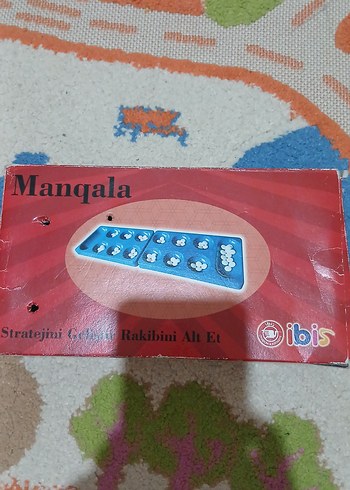 Manqala
Stratejini Geliştir Rakibini Alt Et
ibis